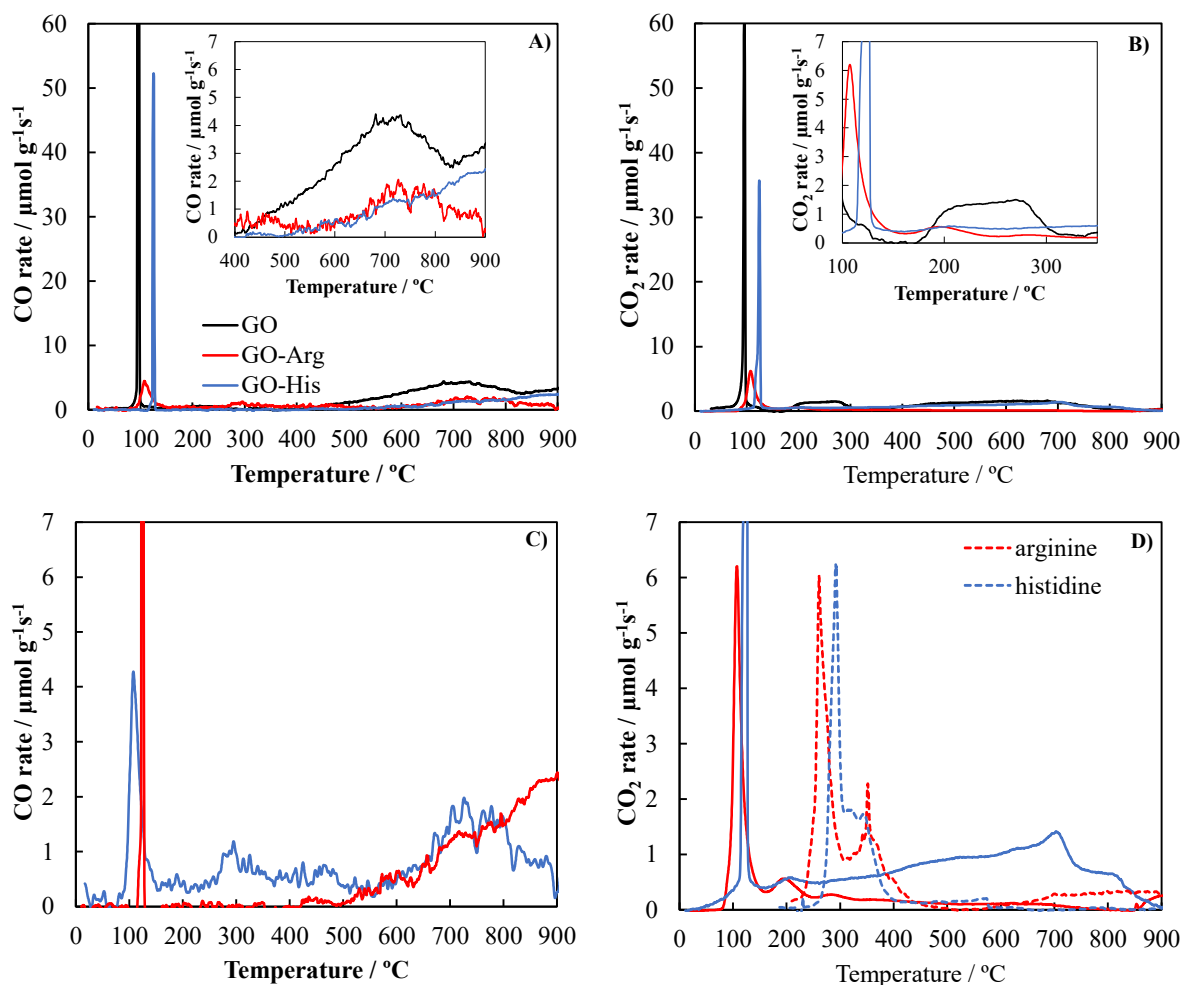 A)
CO rate / µmol g⁻¹s⁻¹
60
50
40
30
20
10
0
CO rate / µmol g⁻¹s⁻¹
7
6
5
4
3
2
1
0
400 500 600 700 800 900
Temperature / ºC
GO
GO-Arg
GO-His
0 100 200 300 400 500 600 700 800 900
Temperature / ºC
B)
CO₂ rate / µmol g⁻¹s⁻¹
60
50
40
30
20
10
0
CO₂ rate / µmol g⁻¹s⁻¹
7
6
5
4
3
2
1
0
100 200 300
Temperature / ºC
0 100 200 300 400 500 600 700 800 900
Temperature / ºC
C)
CO rate / µmol g⁻¹s⁻¹
7
6
5
4
3
2
1
0
0 100 200 300 400 500 600 700 800 900
Temperature / ºC
D)
CO₂ rate / µmol g⁻¹s⁻¹
7
6
5
4
3
2
1
0
arginine
histidine
0 100 200 300 400 500 600 700 800 900
Temperature / ºC